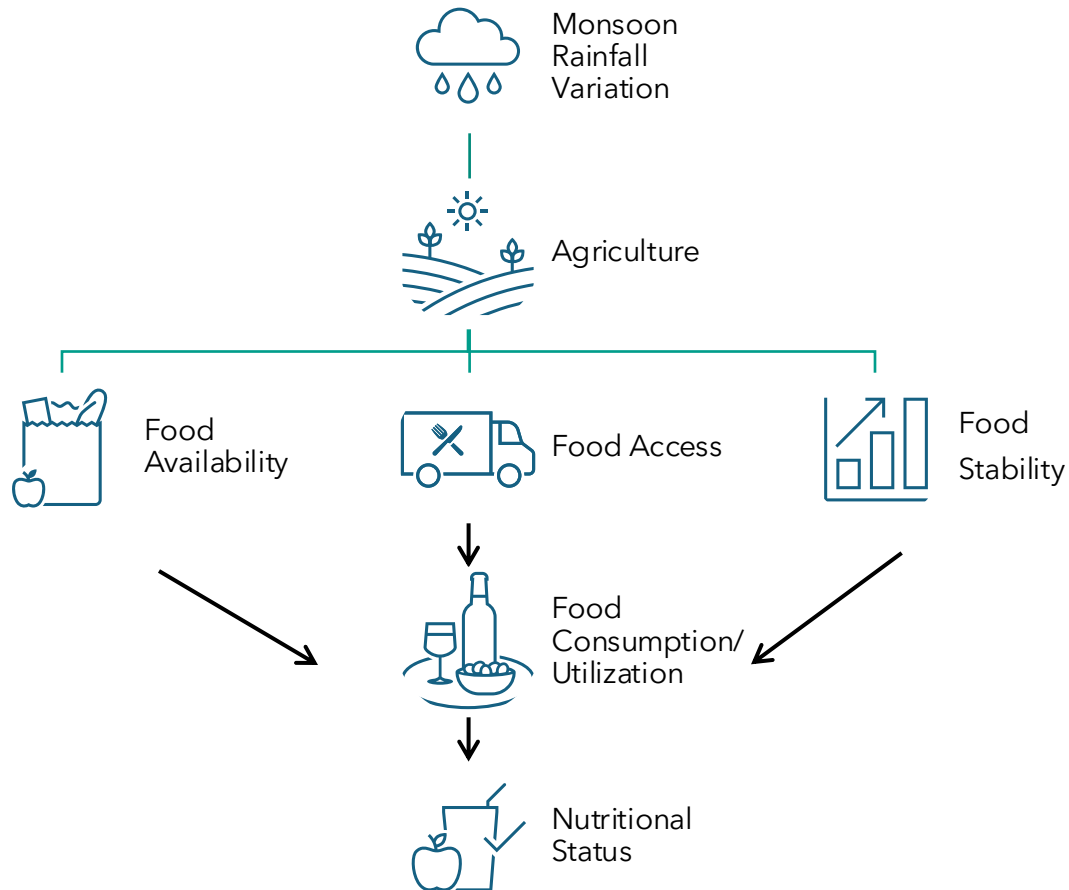 Monsoon
Rainfall
Variation
Agriculture
Food
Availability
Food Access
Food
Stability
Food
Consumption/
Utilization
Nutritional
Status